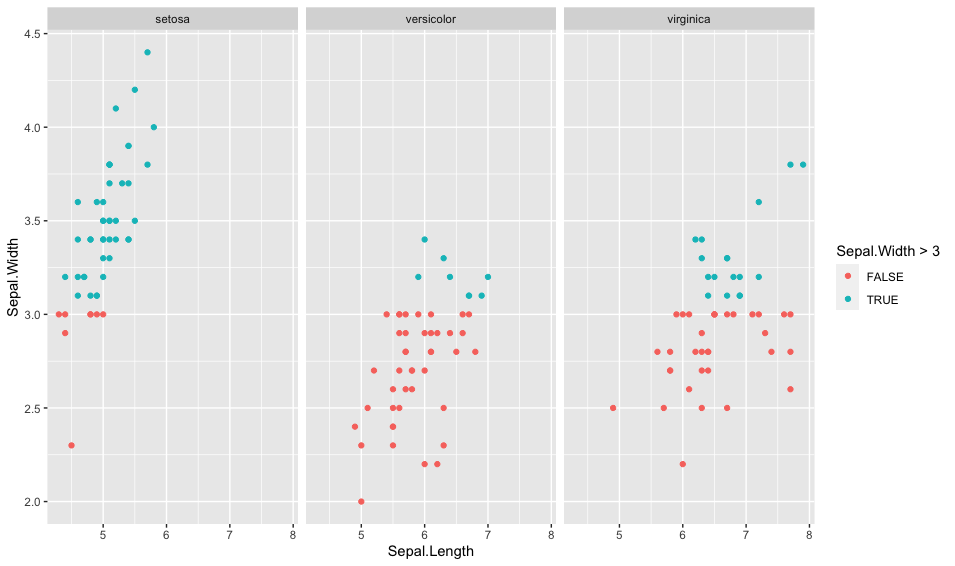 setosa versicolor virginica
4.5
4.0
3.5
3.0
2.5
2.0
Sepal.Width
5 6 7 8 5 6 7 8 5 6 7 8
Sepal.Length
Sepal.Width > 3
FALSE
TRUE